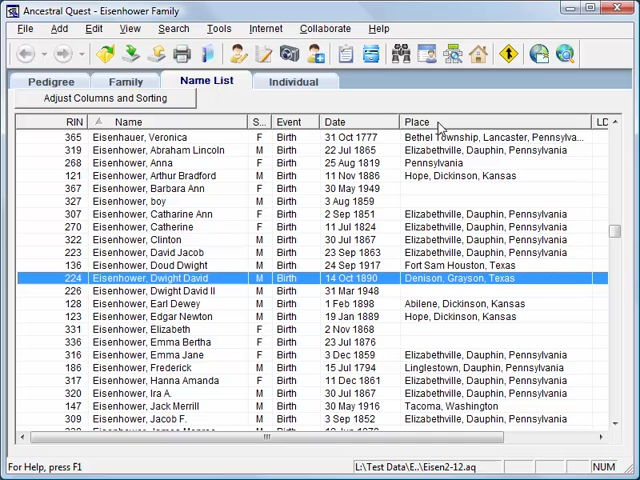 Ancestral Quest - Eisenhower Family
File Add Edit View Search Tools Internet Collaborate Help
Pedigree Family Name List Individual
Adjust Columns and Sorting
RIN Name S... Event Date Place LD
365 Eisenhauer, Veronica F Birth 31 Oct 1777 Bethel Township, Lancaster, Pennsylva...
319 Eisenhower, Abraham Lincoln M Birth 22 Jul 1865 Elizabethville, Dauphin, Pennsylvania
268 Eisenhower, Anna F Birth 25 Aug 1819 Pennsylvania
121 Eisenhower, Arthur Bradford M Birth 11 Nov 1886 Hope, Dickinson, Kansas
367 Eisenhower, Barbara Ann F Birth 30 May 1949
327 Eisenhower, boy M Birth 3 Aug 1859
307 Eisenhower, Catharine Ann F Birth 2 Sep 1851 Elizabethville, Dauphin, Pennsylvania
270 Eisenhower, Catherine F Birth 11 Jul 1824 Elizabethville, Dauphin, Pennsylvania
322 Eisenhower, Clinton M Birth 30 Jul 1867 Elizabethville, Dauphin, Pennsylvania
223 Eisenhower, David Jacob M Birth 23 Sep 1863 Elizabethville, Dauphin, Pennsylvania
136 Eisenhower, Doud Dwight M Birth 24 Sep 1917 Fort Sam Houston, Texas
224 Eisenhower, Dwight David M Birth 14 Oct 1890 Denison, Grayson, Texas
226 Eisenhower, Dwight David II M Birth 31 Mar 1948
128 Eisenhower, Earl Dewey M Birth 1 Feb 1898 Abilene, Dickinson, Kansas
123 Eisenhower, Edgar Newton M Birth 19 Jan 1889 Hope, Dickinson, Kansas
331 Eisenhower, Elizabeth F Birth 2 Nov 1868
336 Eisenhower, Emma Bertha F Birth 23 Jul 1876
316 Eisenhower, Emma Jane F Birth 3 Dec 1859 Elizabethville, Dauphin, Pennsylvania
186 Eisenhower, Frederick M Birth 15 Jul 1794 Linglestown, Dauphin, Pennsylvania
317 Eisenhower, Hanna Amanda F Birth 11 Dec 1861 Elizabethville, Dauphin, Pennsylvania
320 Eisenhower, Ira A. M Birth 30 Jul 1867 Elizabethville, Dauphin, Pennsylvania
147 Eisenhower, Jack Merrill M Birth 30 May 1916 Tacoma, Washington
309 Eisenhower, Jacob F. M Birth 3 Sep 1852 Elizabethville, Dauphin, Pennsylvania
For Help, press F1 L:\Test Data\E..\Eisen2-12.aq NUM